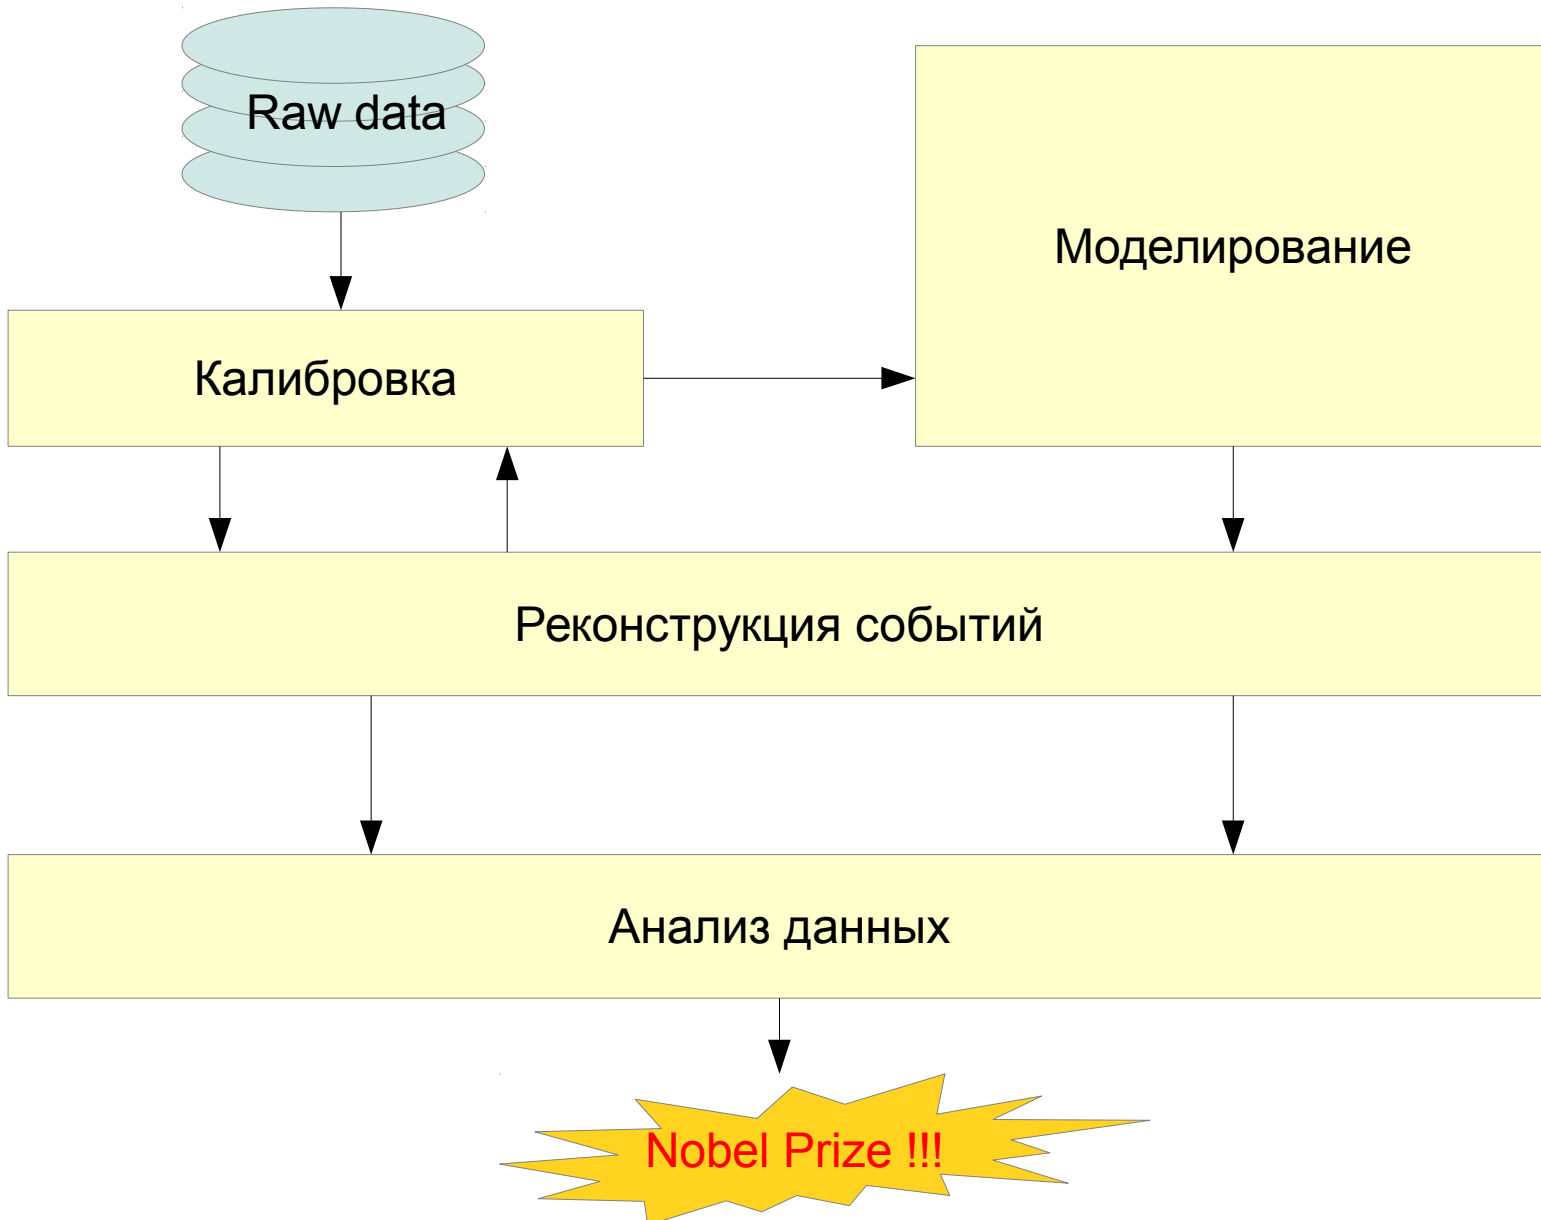 Raw data
Моделирование
Калибровка
Реконструкция событий
Анализ данных
Nobel Prize !!!